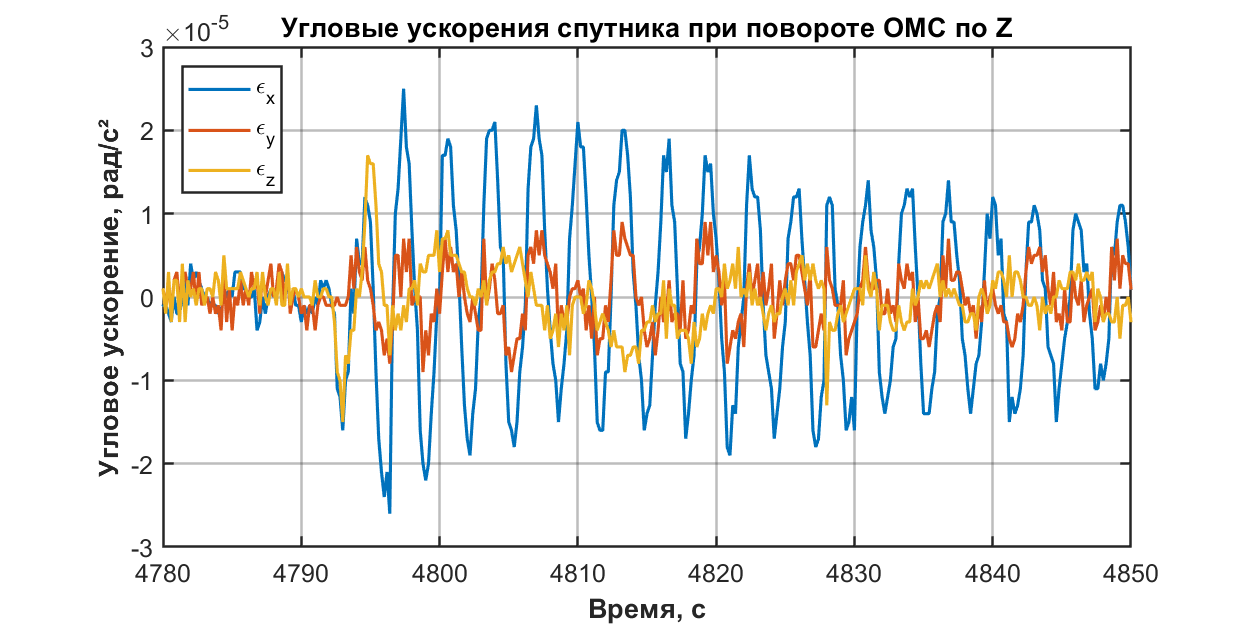 ×10⁻⁵
Угловые ускорения спутника при повороте ОМС по Z
3
2
1
0
-1
-2
-3
ϵx
ϵy
ϵz
Угловое ускорение, рад/с²
4780 4790 4800 4810 4820 4830 4840 4850
Время, с